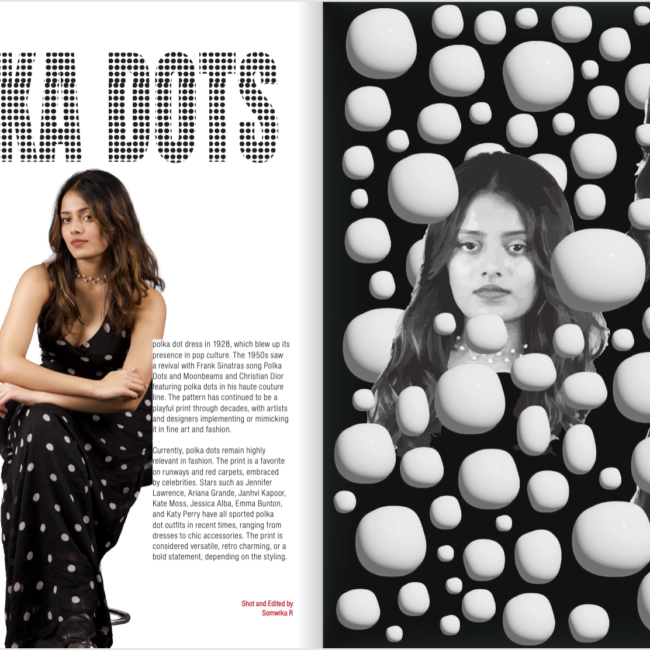 KA DOTS
polka dot dress in 1928, which blew up its
presence in pop culture. The 1950s saw
a revival with Frank Sinatras song Polka
Dots and Moonbeams and Christian Dior
featuring polka dots in his haute couture
line. The pattern has continued to be a
playful print through decades, with artists
and designers implementing or mimicking
it in fine art and fashion.
Currently, polka dots remain highly
relevant in fashion. The print is a favorite
on runways and red carpets, embraced
by celebrities. Stars such as Jennifer
Lawrence, Ariana Grande, Janhvi Kapoor,
Kate Moss, Jessica Alba, Emma Bunton,
and Katy Perry have all sported polka
dot outfits in recent times, ranging from
dresses to chic accessories. The print is
considered versatile, retro charming, or a
bold statement, depending on the styling.
Shot and Edited by
Somwika R